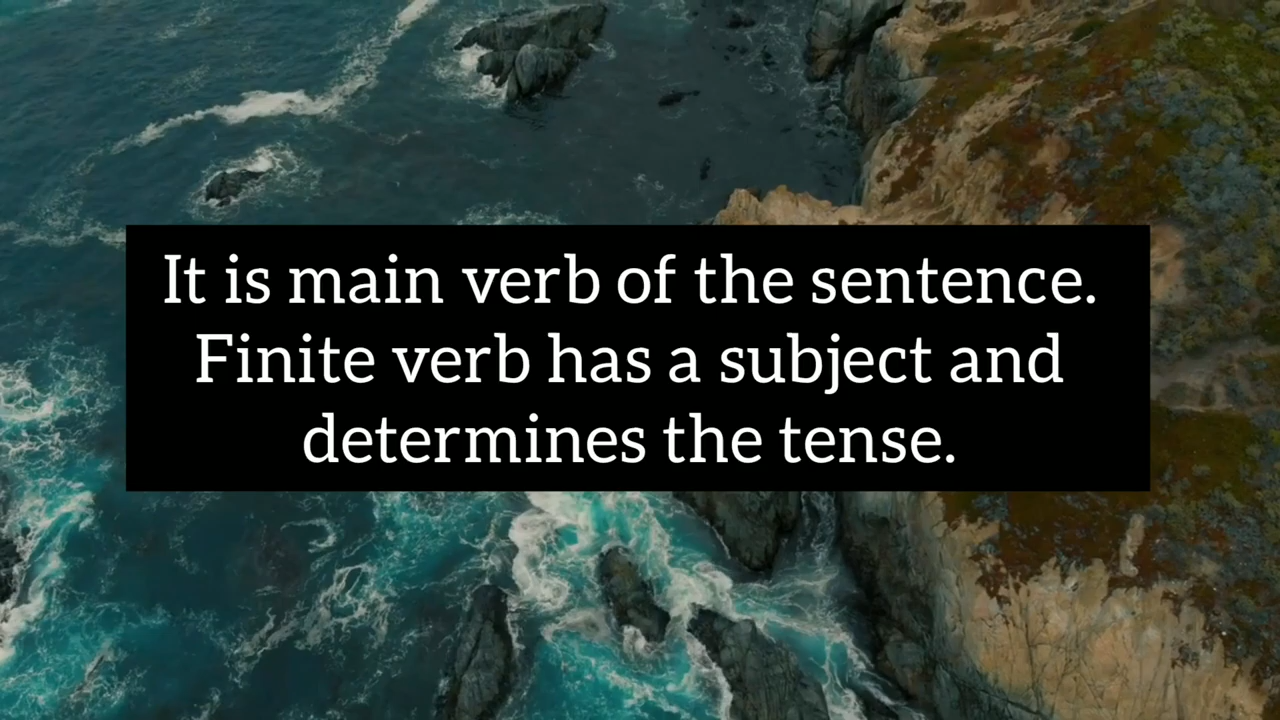 It is main verb of the sentence.
Finite verb has a subject and
determines the tense.